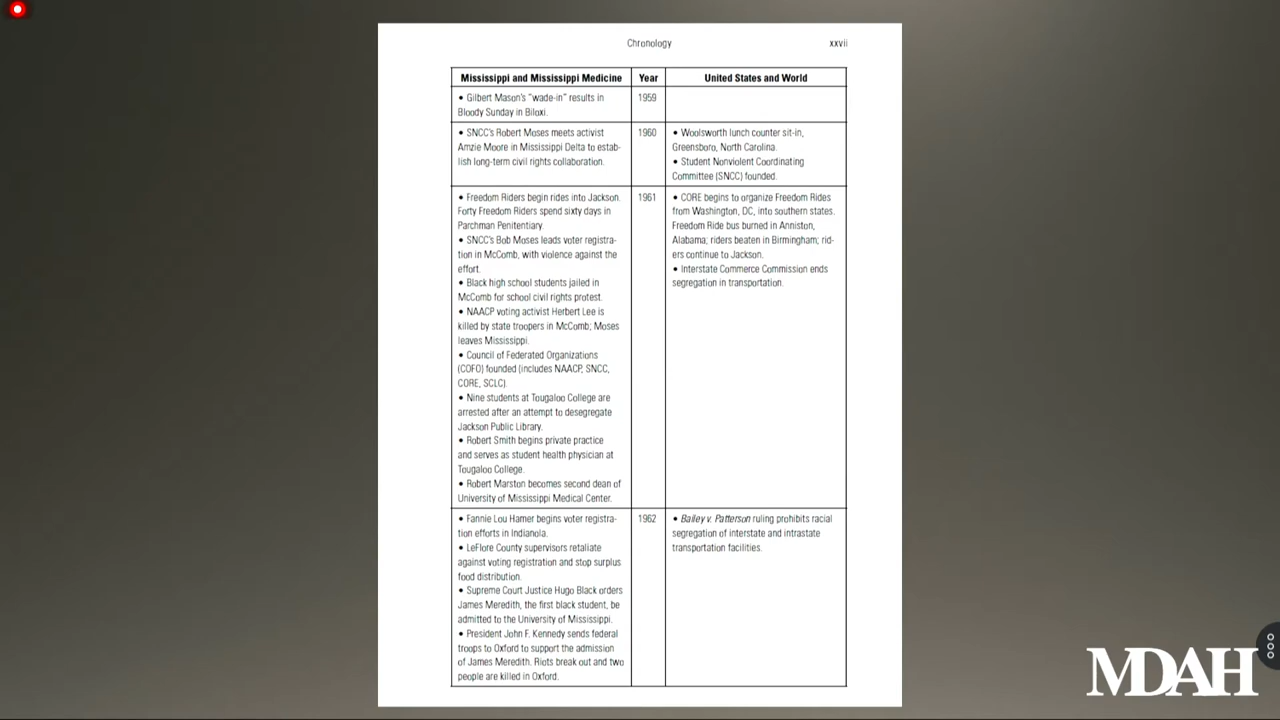 Chronology xxvii
Mississippi and Mississippi Medicine Year United States and World
• Gilbert Mason's "wade-in" results in
Bloody Sunday in Biloxi.
1959
• SNCC's Robert Moses meets activist
Amzie Moore in Mississippi Delta to estab-
lish long-term civil rights collaboration.
1960
• Woolsworth lunch counter sit-in,
Greensboro, North Carolina.
• Student Nonviolent Coordinating
Committee (SNCC) founded.
• Freedom Riders begin rides into Jackson.
Forty Freedom Riders spend sixty days in
Parchman Penitentiary.
• SNCC's Bob Moses leads voter registra-
tion in McComb, with violence against the
effort.
• Black high school students jailed in
McComb for school civil rights protest.
• NAACP voting activist Herbert Lee is
killed by state troopers in McComb; Moses
leaves Mississippi.
• Council of Federated Organizations
(COFO) founded (includes NAACP, SNCC,
CORE, SCLC).
• Nine students at Tougaloo College are
arrested after an attempt to desegregate
Jackson Public Library.
• Robert Smith begins private practice
and serves as student health physician at
Tougaloo College.
• Robert Marston becomes second dean of
University of Mississippi Medical Center.
1961
• CORE begins to organize Freedom Rides
from Washington, DC, into southern states.
Freedom Ride bus burned in Anniston,
Alabama; riders beaten in Birmingham; rid-
ers continue to Jackson.
• Interstate Commerce Commission ends
segregation in transportation.
• Fannie Lou Hamer begins voter registra-
tion efforts in Indianola.
• LeFlore County supervisors retaliate
against voting registration and stop surplus
food distribution.
• Supreme Court Justice Hugo Black orders
James Meredith, the first black student, be
admitted to the University of Mississippi.
• President John F. Kennedy sends federal
troops to Oxford to support the admission
of James Meredith. Riots break out and two
people are killed in Oxford.
1962
• Bailey v. Patterson ruling prohibits racial
segregation of interstate and intrastate
transportation facilities.
MDAH